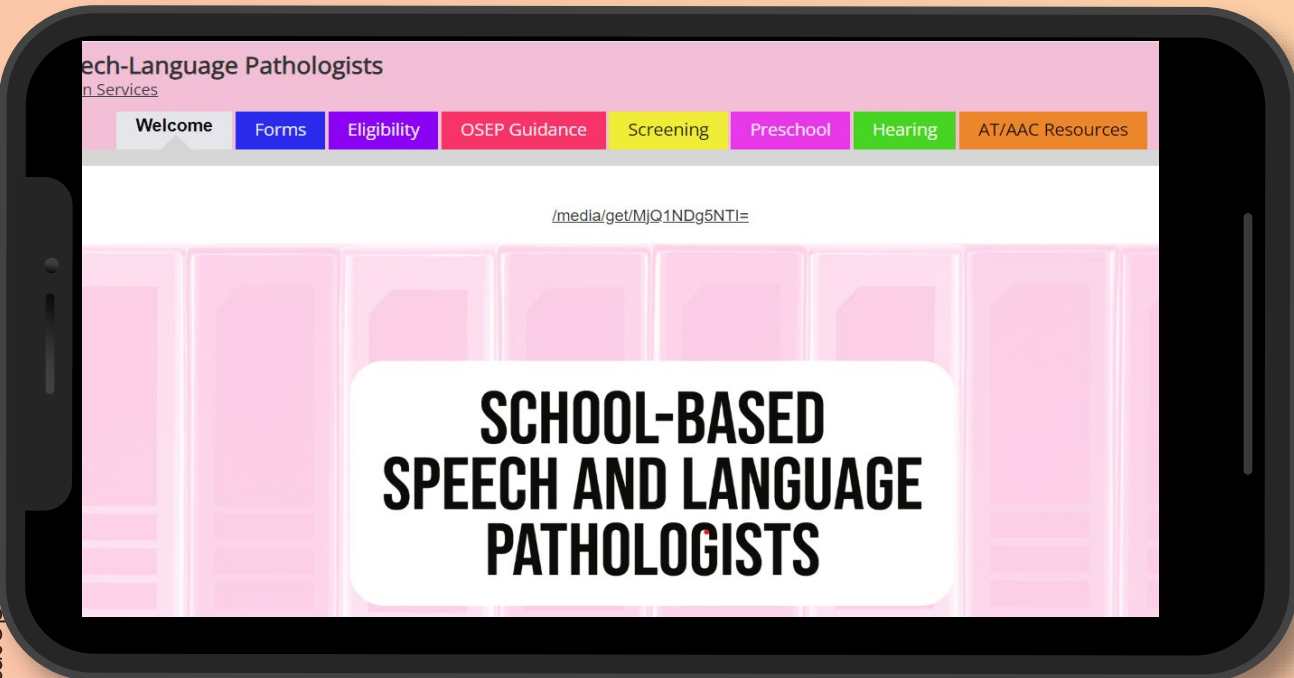 ech-Language Pathologists
n Services
Welcome Forms Eligibility OSEP Guidance Screening Preschool Hearing AT/AAC Resources
/media/get/MjQ1NDg5NTI=
SCHOOL-BASED
SPEECH AND LANGUAGE
PATHOLOGISTS